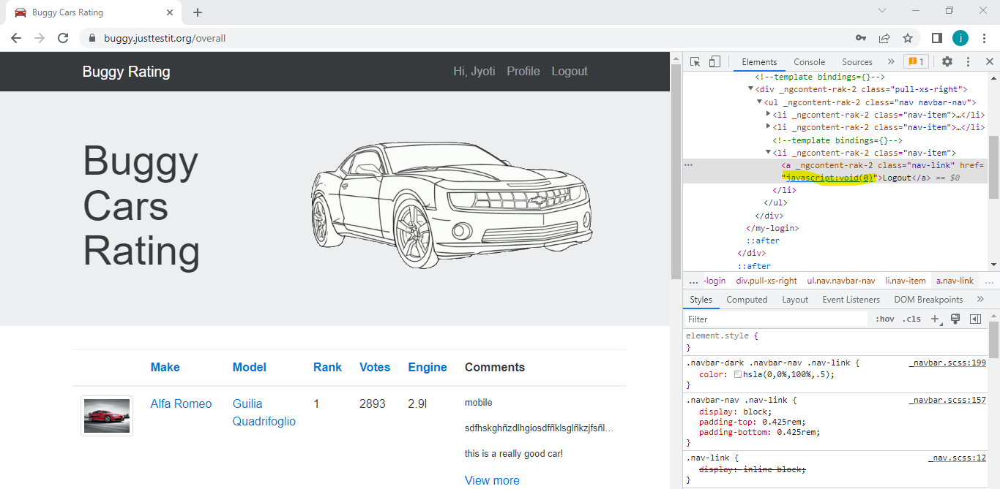 Buggy Cars Rating
buggy.justtestit.org/overall
j
Buggy Rating
Hi, Jyoti Profile Logout
Buggy
Cars
Rating
Make Model Rank Votes Engine Comments
Alfa Romeo Guilia Quadrifoglio 1 2893 2.9l mobile
sdfhskghñzdlhgiosdfñklsglñkzjfsñl…
this is a really good car!
View more
Elements Console Sources » 1
<!--template bindings={}-->
<div _ngcontent-rak-2 class="pull-xs-right">
<ul _ngcontent-rak-2 class="nav navbar-nav">
<li _ngcontent-rak-2 class="nav-item">…</li>
<li _ngcontent-rak-2 class="nav-item">…</li>
<!--template bindings={}-->
<li _ngcontent-rak-2 class="nav-item">
<a _ngcontent-rak-2 class="nav-link" href=
"javascript:void(0)">Logout</a> == $0
</li>
</ul>
</div>
</my-login>
::after
</div>
::after
... -login div.pull-xs-right ul.nav.navbar-nav li.nav-item a.nav-link ...
Styles Computed Layout Event Listeners DOM Breakpoints »
Filter :hov .cls +
element.style {
}
.navbar-dark .navbar-nav .nav-link { _navbar.scss:199
color: hsla(0,0%,100%,.5);
}
.navbar-nav .nav-link { _navbar.scss:157
display: block;
padding-top: 0.425rem;
padding-bottom: 0.425rem;
}
.nav-link { _nav.scss:12
display: inline-block;
}